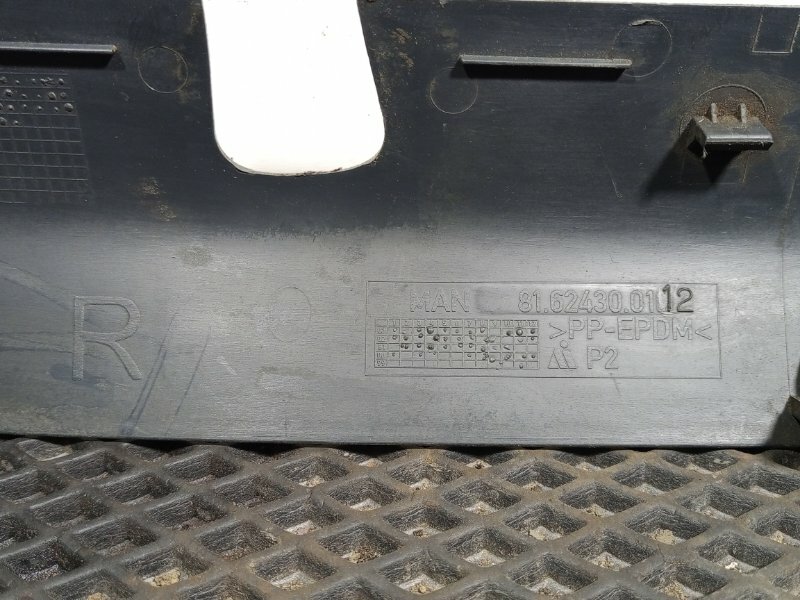 MAN 81.62430.0112
>PP-EPDM<
P2
R